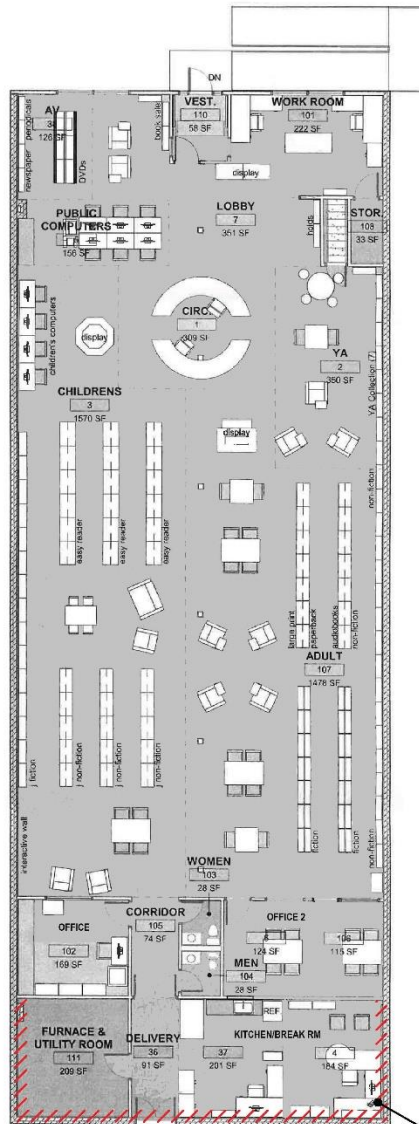 DN
AV
38
126 SF
periodicals
newspaper
DVDs
book sale
VEST.
110
58 SF
WORK ROOM
101
222 SF
display
PUBLIC
COMPUTERS
156 SF
LOBBY
7
351 SF
holds
STOR.
108
33 SF
children's computers
display
CIRC.
1
309 SF
YA
2
350 SF
YA Collection (7)
CHILDRENS
3
1570 SF
display
non-fiction
easy reader
easy reader
easy reader
large print
paperback
audiobooks
non-fiction
ADULT
107
1478 SF
j fiction
j non-fiction
j non-fiction
j non-fiction
fiction
fiction
non-fiction
interactive wall
WOMEN
103
28 SF
OFFICE
102
169 SF
CORRIDOR
105
74 SF
MEN
104
28 SF
OFFICE 2
124 SF
106
115 SF
FURNACE &
UTILITY ROOM
111
209 SF
DELIVERY
36
91 SF
REF
KITCHEN/BREAK RM
37
201 SF
4
184 SF